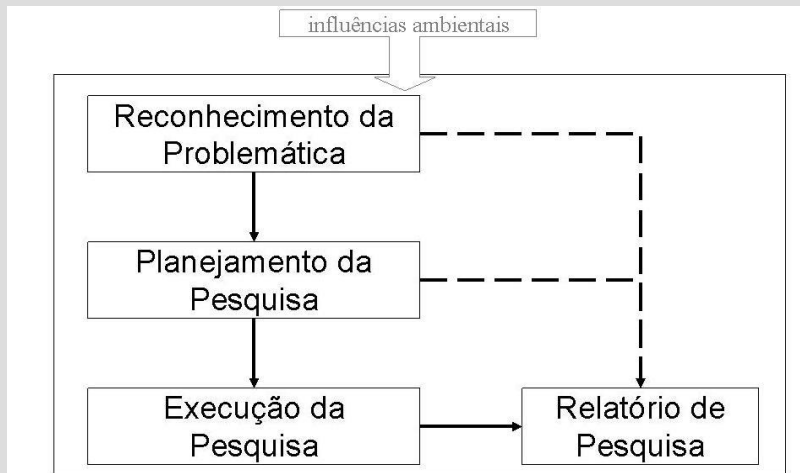 influências ambientais
Reconhecimento da
Problemática
Planejamento da
Pesquisa
Execução da
Pesquisa
Relatório de
Pesquisa